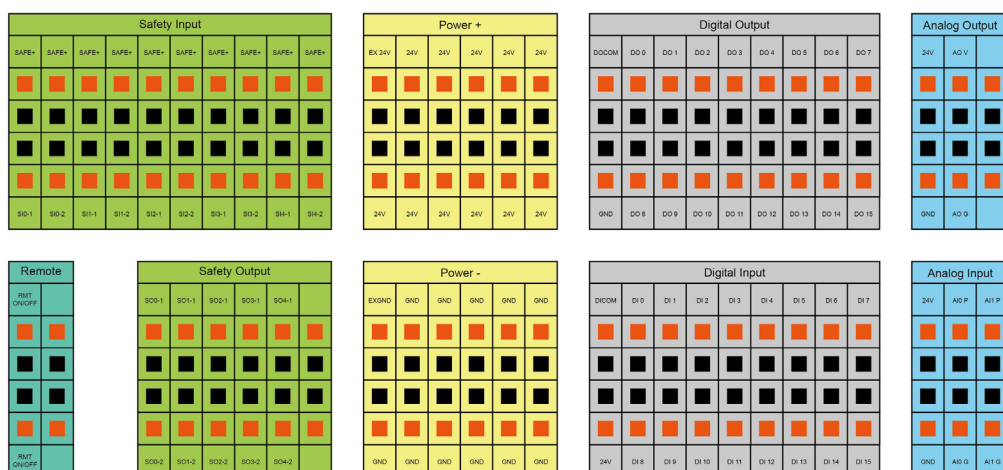 Safety Input
SAFE+ SAFE+ SAFE+ SAFE+ SAFE+ SAFE+ SAFE+ SAFE+ SAFE+ SAFE+
SI0-1 SI0-2 SI1-1 SI1-2 SI2-1 SI2-2 SI3-1 SI3-2 SI4-1 SI4-2
Power +
EX 24V 24V 24V 24V 24V 24V
24V 24V 24V 24V 24V 24V
Digital Output
DOCOM DO 0 DO 1 DO 2 DO 3 DO 4 DO 5 DO 6 DO 7
GND DO 8 DO 9 DO 10 DO 11 DO 12 DO 13 DO 14 DO 15
Analog Output
24V AO V
GND AO G
Remote
RMT
ON/OFF
RMT
ON/OFF
Safety Output
SO0-1 SO1-1 SO2-1 SO3-1 SO4-1
SO0-2 SO1-2 SO2-2 SO3-2 SO4-2
Power -
EXGND GND GND GND GND GND
GND GND GND GND GND GND
Digital Input
DICOM DI 0 DI 1 DI 2 DI 3 DI 4 DI 5 DI 6 DI 7
24V DI 8 DI 9 DI 10 DI 11 DI 12 DI 13 DI 14 DI 15
Analog Input
24V AI0 P AI1 P
GND AI0 G AI1 G